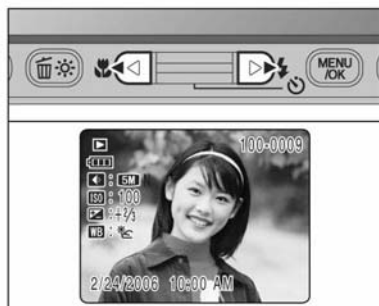 MENU
/OK
100-0009
: 5M
ISO : 100
: +2/3
WB :
2/24/2006 10:00 AM